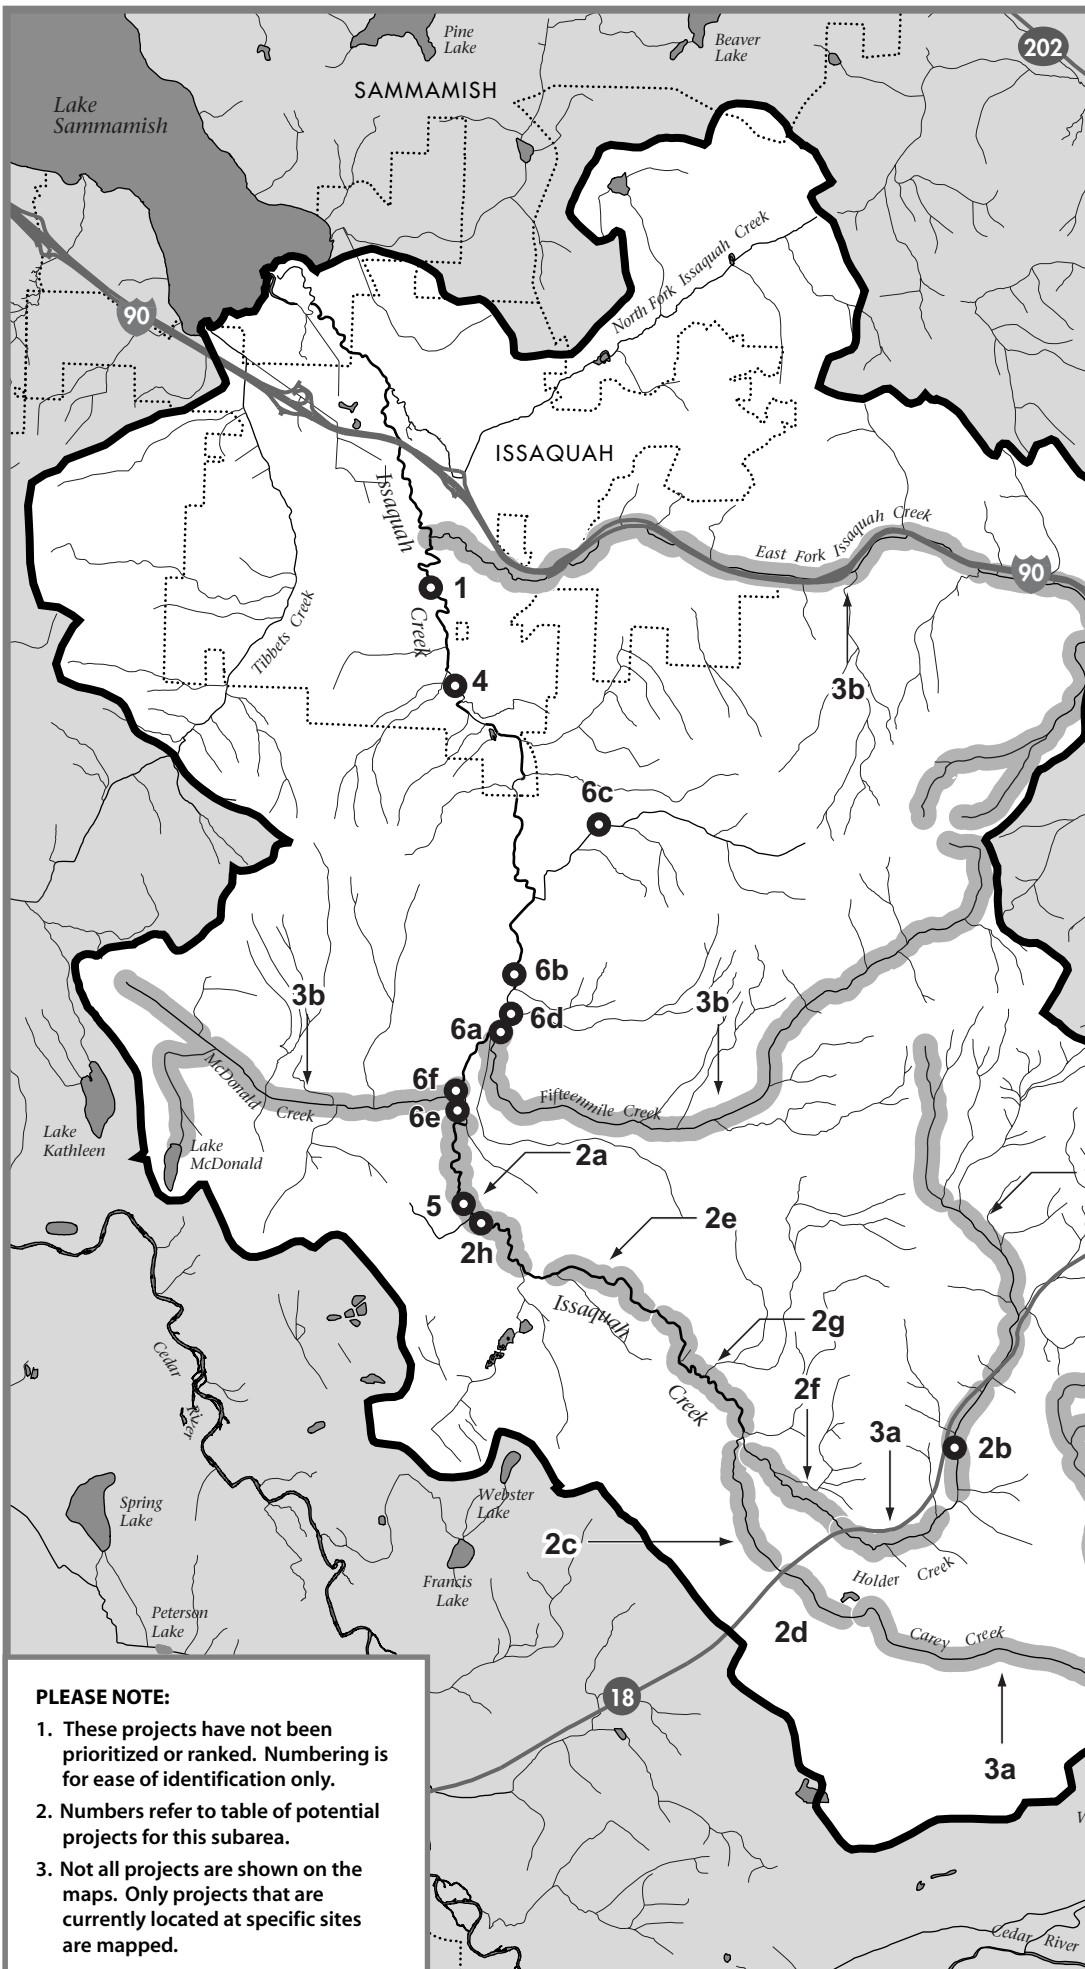 Pine
Lake
Beaver
Lake
202
SAMMAMISH
Lake
Sammamish
North Fork Issaquah Creek
90
ISSAQUAH
Issaquah
Creek
East Fork Issaquah Creek
90
1
Tibbets Creek
4
3b
6c
6b
3b
3b
6d
6a
6f
McDonald
Creek
6e
Fifteenmile Creek
Lake
Kathleen
Lake
McDonald
2a
5
2e
2h
Issaquah
Creek
2g
Cedar
River
2f
3a
2b
Spring
Lake
Webster
Lake
2c
Francis
Lake
Holder Creek
Peterson
Lake
2d
Carey Creek
18
3a
PLEASE NOTE:
1. These projects have not been
prioritized or ranked. Numbering is
for ease of identification only.
2. Numbers refer to table of potential
projects for this subarea.
3. Not all projects are shown on the
maps. Only projects that are
currently located at specific sites
are mapped.
Cedar River